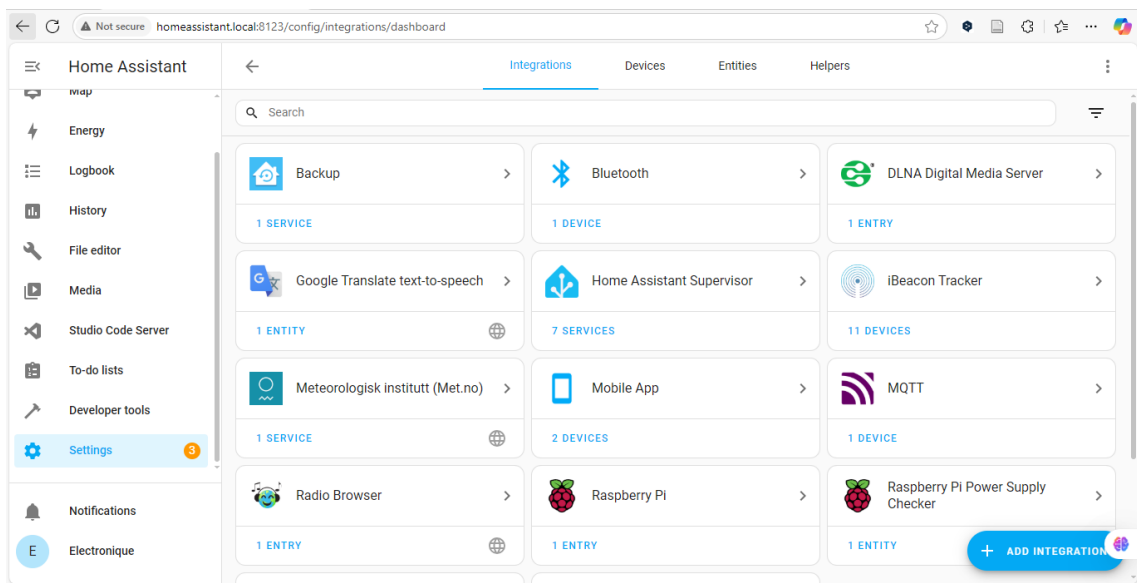 Not secure homeassistant.local:8123/config/integrations/dashboard
Home Assistant
Map
Energy
Logbook
History
File editor
Media
Studio Code Server
To-do lists
Developer tools
Settings 3
Notifications
E Electronique
Integrations Devices Entities Helpers
Search
Backup
1 SERVICE
Bluetooth
1 DEVICE
DLNA Digital Media Server
1 ENTRY
Google Translate text-to-speech
1 ENTITY
Home Assistant Supervisor
7 SERVICES
iBeacon Tracker
11 DEVICES
Meteorologisk institutt (Met.no)
1 SERVICE
Mobile App
2 DEVICES
MQTT
1 DEVICE
Radio Browser
1 ENTRY
Raspberry Pi
1 ENTRY
Raspberry Pi Power Supply
Checker
1 ENTITY
ADD INTEGRATION